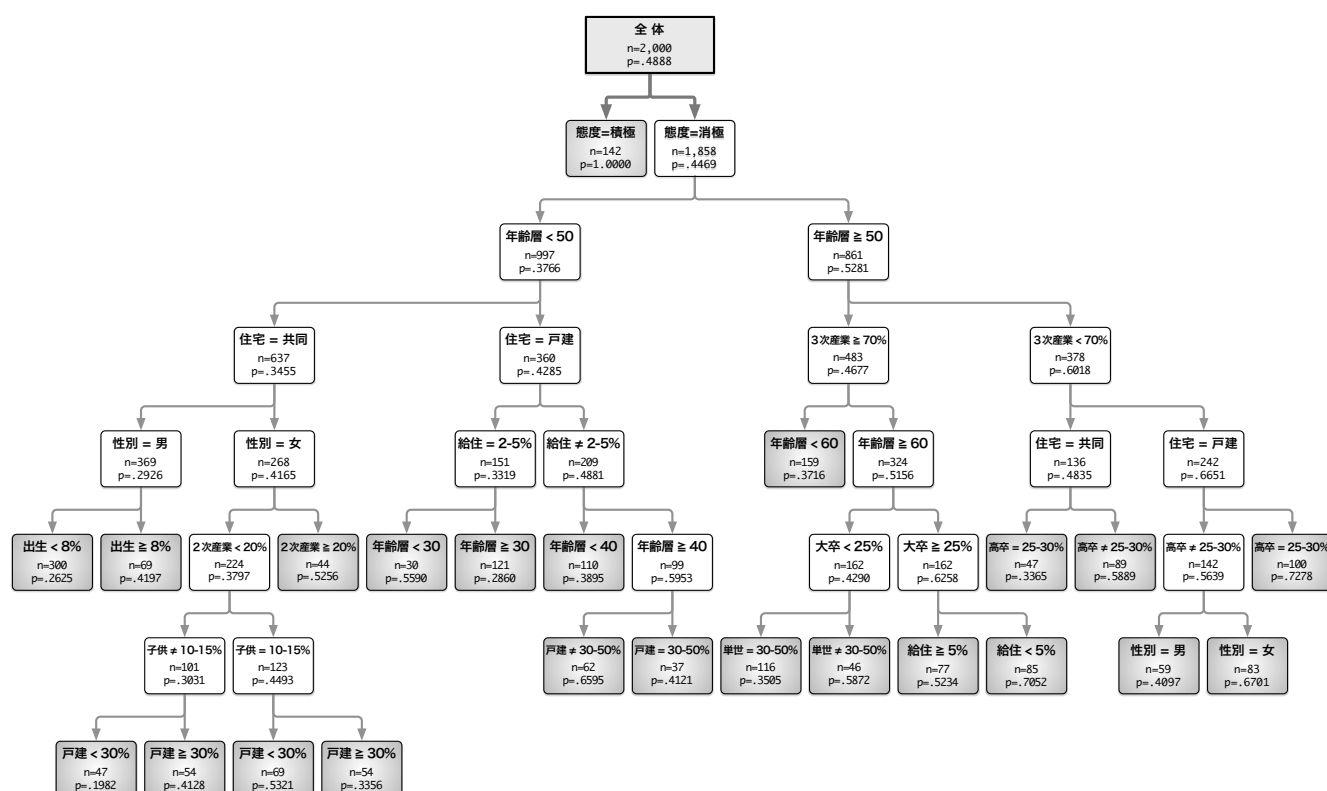 全 体
n=2,000
p=.4888
態度=積極
n=142
p=1.0000
態度=消極
n=1,858
p=.4469
年齢層 < 50
n=997
p=.3766
年齢層 ≧ 50
n=861
p=.5281
住宅 = 共同
n=637
p=.3455
住宅 = 戸建
n=360
p=.4285
3次産業 ≧ 70%
n=483
p=.4677
3次産業 < 70%
n=378
p=.6018
性別 = 男
n=369
p=.2926
性別 = 女
n=268
p=.4165
給住 = 2-5%
n=151
p=.3319
給住 ≠ 2-5%
n=209
p=.4881
年齢層 < 60
n=159
p=.3716
年齢層 ≧ 60
n=324
p=.5156
住宅 = 共同
n=136
p=.4835
住宅 = 戸建
n=242
p=.6651
出生 < 8%
n=300
p=.2625
出生 ≧ 8%
n=69
p=.4197
2次産業 < 20%
n=224
p=.3797
2次産業 ≧ 20%
n=44
p=.5256
年齢層 < 30
n=30
p=.5590
年齢層 ≧ 30
n=121
p=.2860
年齢層 < 40
n=110
p=.3895
年齢層 ≧ 40
n=99
p=.5953
大卒 < 25%
n=162
p=.4290
大卒 ≧ 25%
n=162
p=.6258
高卒 = 25-30%
n=47
p=.3365
高卒 ≠ 25-30%
n=89
p=.5889
高卒 ≠ 25-30%
n=142
p=.5639
高卒 = 25-30%
n=100
p=.7278
子供 ≠ 10-15%
n=101
p=.3031
子供 = 10-15%
n=123
p=.4493
戸建 ≠ 30-50%
n=62
p=.6595
戸建 = 30-50%
n=37
p=.4121
単世 = 30-50%
n=116
p=.3505
単世 ≠ 30-50%
n=46
p=.5872
給住 ≧ 5%
n=77
p=.5234
給住 < 5%
n=85
p=.7052
性別 = 男
n=59
p=.4097
性別 = 女
n=83
p=.6701
戸建 < 30%
n=47
p=.1982
戸建 ≧ 30%
n=54
p=.4128
戸建 < 30%
n=69
p=.5321
戸建 ≧ 30%
n=54
p=.3356